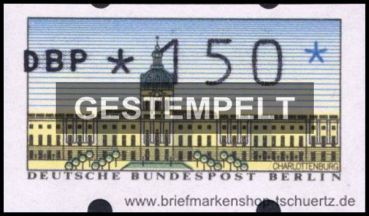 DBP * 150 *
GESTEMPELT
CHARLOTTENBURG
DEUTSCHE BUNDESPOST BERLIN
www.briefmarkenshop-tschuertz.de